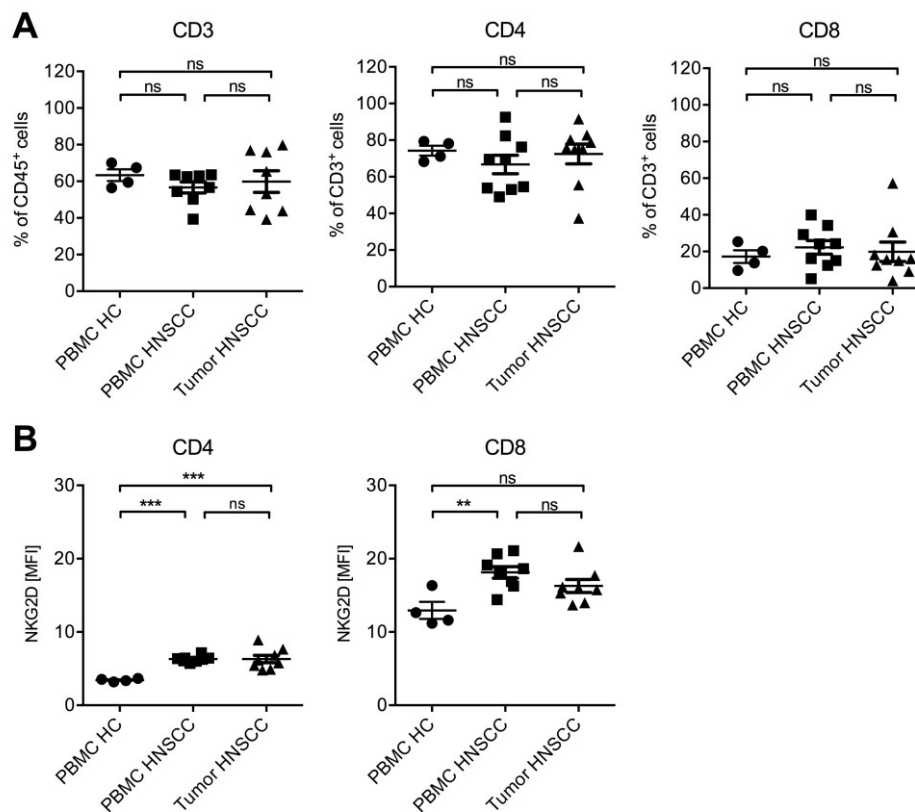 A
CD3
CD4
CD8
ns
ns
ns
% of CD45+ cells
120
100
80
60
40
20
0
PBMC HC
PBMC HNSCC
Tumor HNSCC
ns
ns
ns
% of CD3+ cells
120
100
80
60
40
20
0
PBMC HC
PBMC HNSCC
Tumor HNSCC
ns
ns
ns
% of CD3+ cells
120
100
80
60
40
20
0
PBMC HC
PBMC HNSCC
Tumor HNSCC
B
CD4
CD8
***
***
ns
NKG2D [MFI]
30
20
10
0
PBMC HC
PBMC HNSCC
Tumor HNSCC
ns
**
ns
NKG2D [MFI]
30
20
10
0
PBMC HC
PBMC HNSCC
Tumor HNSCC